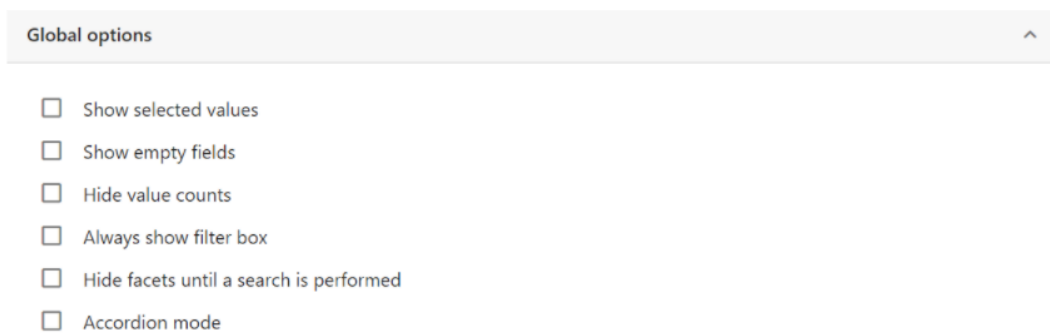 Global options
Show selected values
Show empty fields
Hide value counts
Always show filter box
Hide facets until a search is performed
Accordion mode